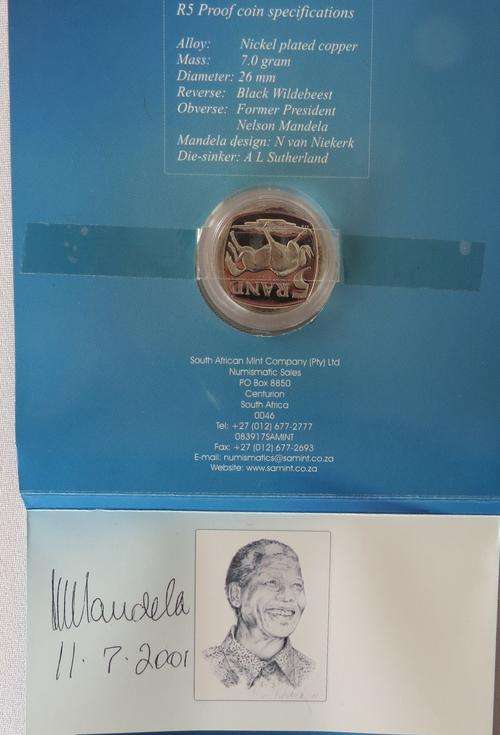 R5 Proof coin specifications
Alloy: Nickel plated copper
Mass: 7.0 gram
Diameter: 26 mm
Reverse: Black Wildebeest
Obverse: Former President
Nelson Mandela
Mandela design: N van Niekerk
Die-sinker: A L Sutherland
5 RAND
South African Mint Company (Pty) Ltd
Numismatic Sales
PO Box 8850
Centurion
South Africa
0046
Tel: +27 (012) 677-2777
083917SAMINT
Fax: +27 (012) 677-2693
E-mail: numismatics@samint.co.za
Website: www.samint.co.za
Mandela
11.7.2001